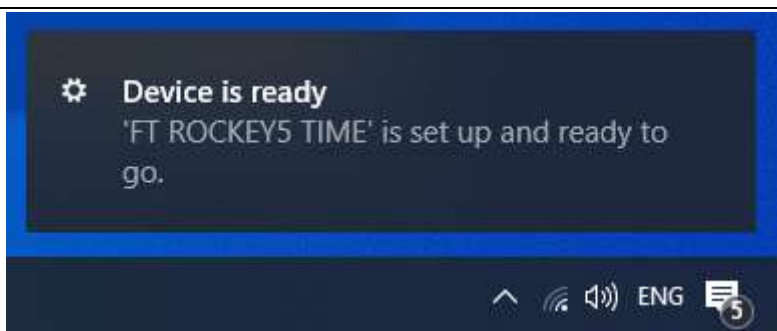 Device is ready
'FT ROCKEY5 TIME' is set up and ready to
go.
ENG
5